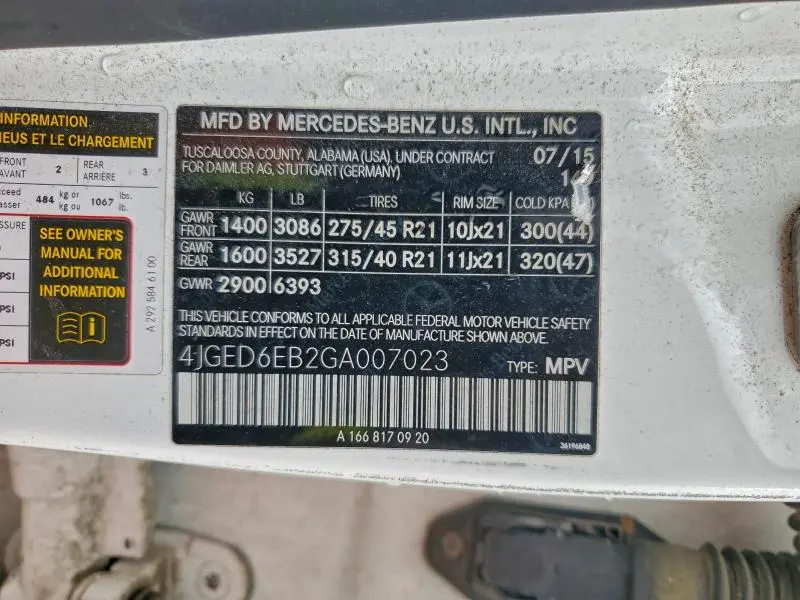 INFORMATION
NEUS ET LE CHARGEMENT
FRONT
AVANT
2
REAR
ARRIÈRE
3
484
kg or
kg ou
1067
lbs.
lb.
SEE OWNER'S
MANUAL FOR
ADDITIONAL
INFORMATION
PSI
PSI
PSI
A 292 584 61 00
MFD BY MERCEDES-BENZ U.S. INTL., INC
TUSCALOOSA COUNTY, ALABAMA (USA). UNDER CONTRACT 07/15
FOR DAIMLER AG, STUTTGART (GERMANY)
KG LB TIRES RIM SIZE COLD KPA
GAWR FRONT 1400 3086 275/45 R21 10Jx21 300(44)
GAWR REAR 1600 3527 315/40 R21 11Jx21 320(47)
GVWR 2900 6393
THIS VEHICLE CONFORMS TO ALL APPLICABLE FEDERAL MOTOR VEHICLE SAFETY
STANDARDS IN EFFECT ON THE DATE OF MANUFACTURE SHOWN ABOVE.
4JGED6EB2GA007023 TYPE: MPV
A 166 817 09 20
36196848